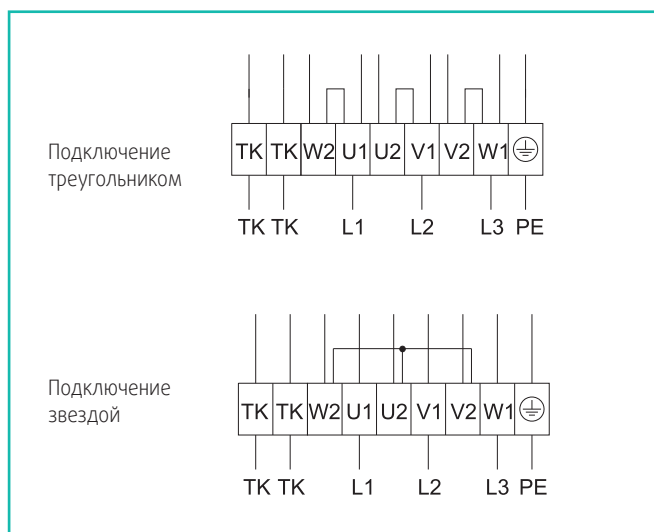 Подключение
треугольником
TK TK W2 U1 U2 V1 V2 W1
TK TK L1 L2 L3 PE
Подключение
звездой
TK TK W2 U1 U2 V1 V2 W1
TK TK L1 L2 L3 PE